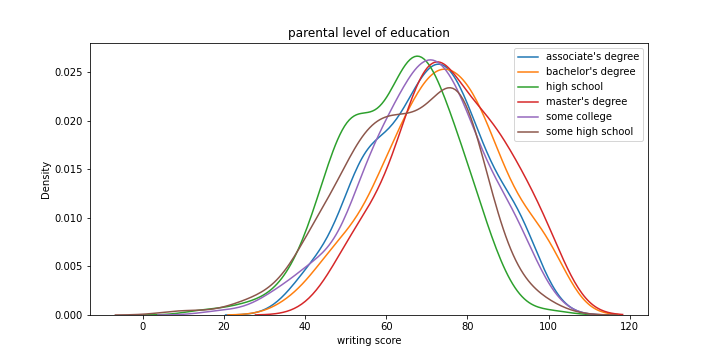 parental level of education
associate's degree
bachelor's degree
high school
master's degree
some college
some high school
Density
0.025
0.020
0.015
0.010
0.005
0.000
0 20 40 60 80 100 120
writing score